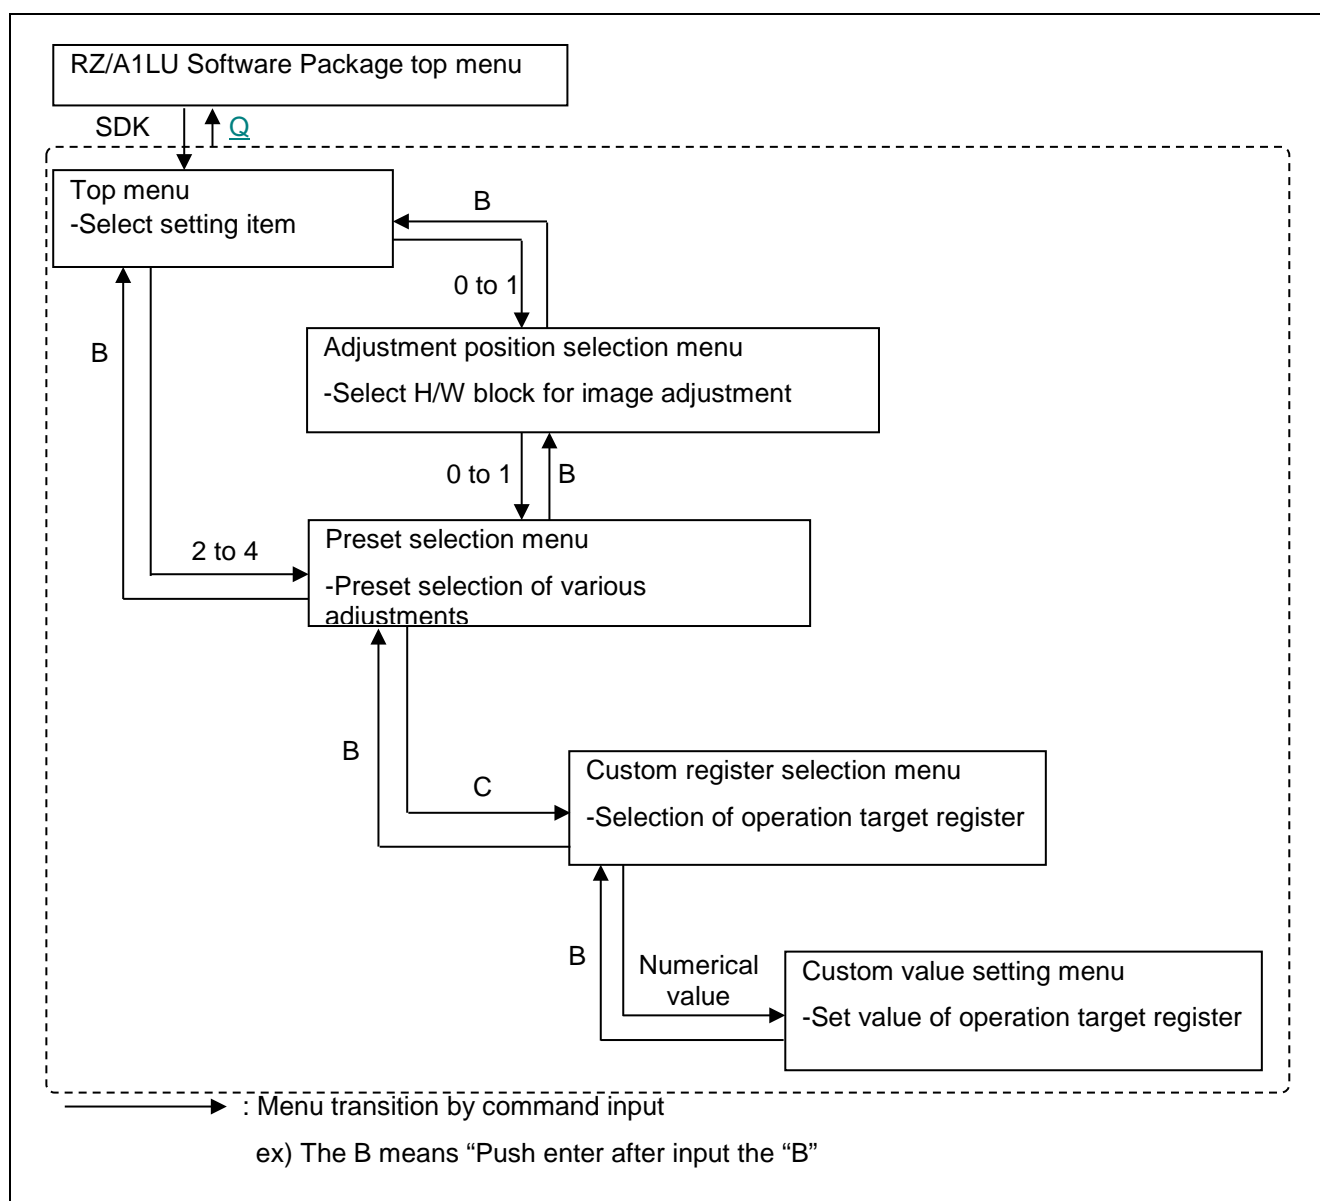 RZ/A1LU Software Package top menu
SDK
Q
Top menu
-Select setting item
B
0 to 1
B
Adjustment position selection menu
-Select H/W block for image adjustment
0 to 1
B
Preset selection menu
2 to 4
-Preset selection of various
adjustments
B
Custom register selection menu
C
-Selection of operation target register
B
Numerical
value
Custom value setting menu
-Set value of operation target register
: Menu transition by command input
ex) The B means “Push enter after input the “B”